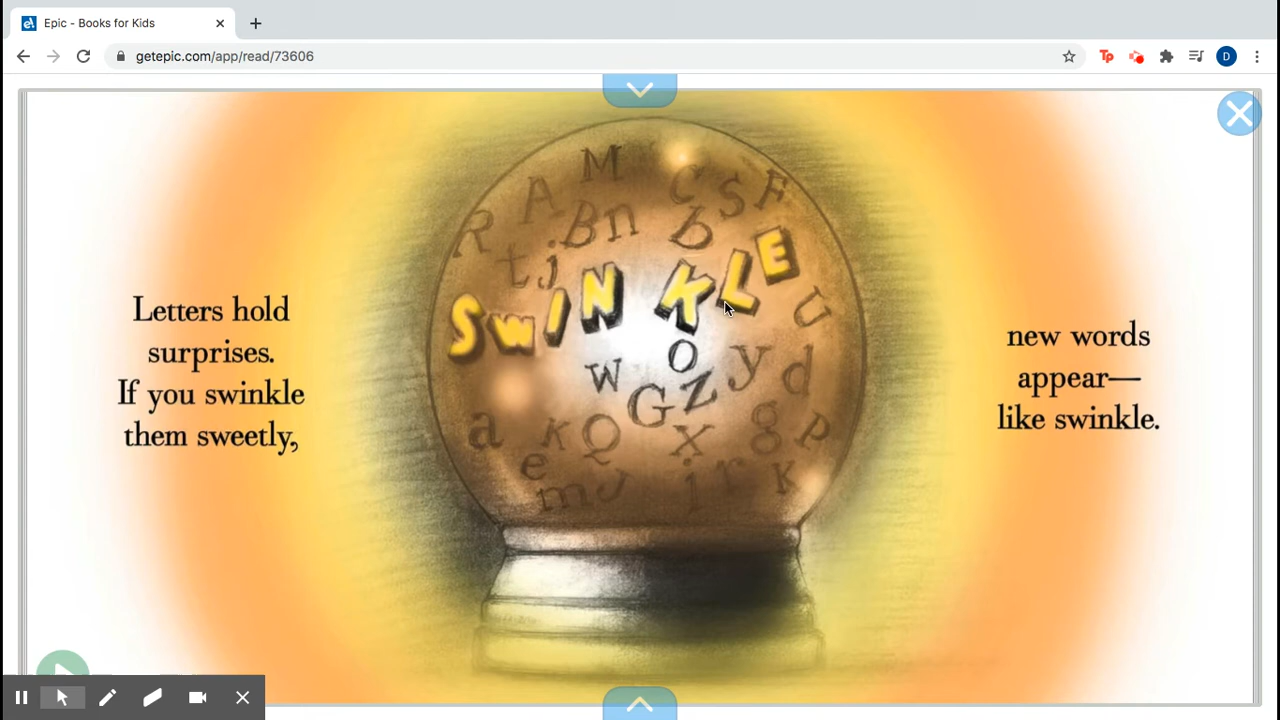 Epic - Books for Kids
getepic.com/app/read/73606
Tp
D
Letters hold
surprises.
If you swinkle
them sweetly,
M
A C S F
R B n b
t j
SWINKLE
U
o
w y d
G Z
a K Q X g P
e
m J j r K
new words
appear—
like swinkle.